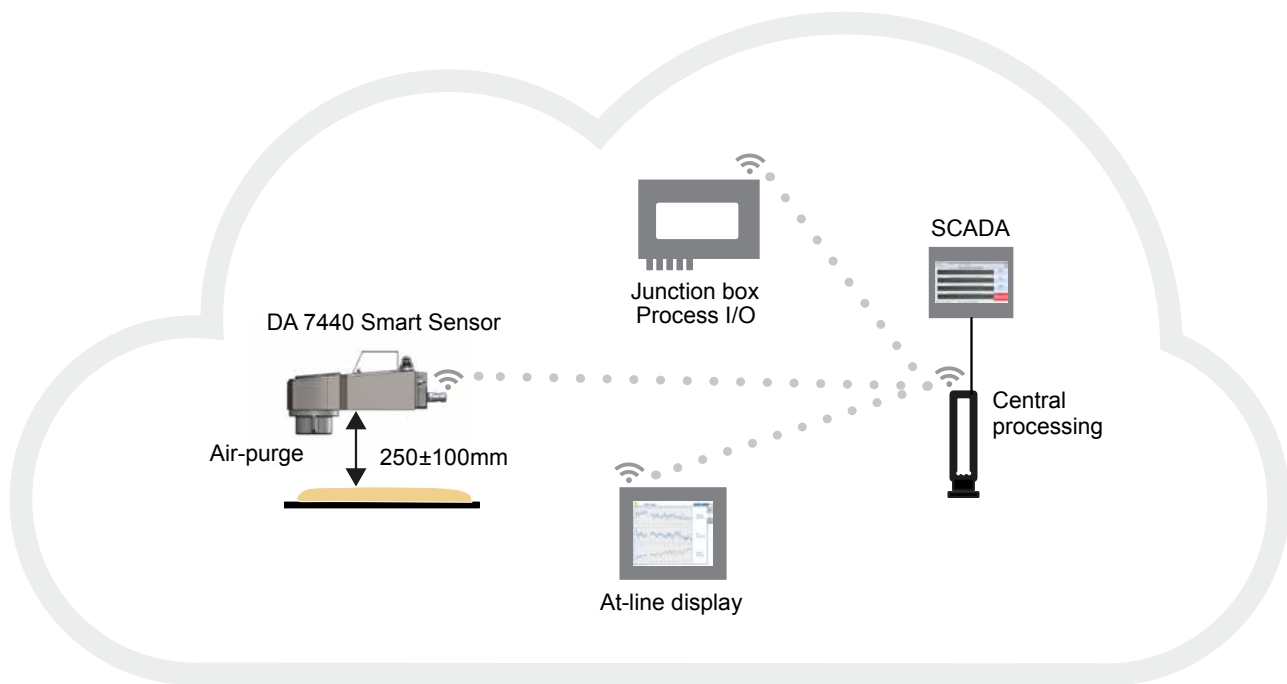 SCADA
Junction box
Process I/O
DA 7440 Smart Sensor
Central
processing
Air-purge
250±100mm
At-line display